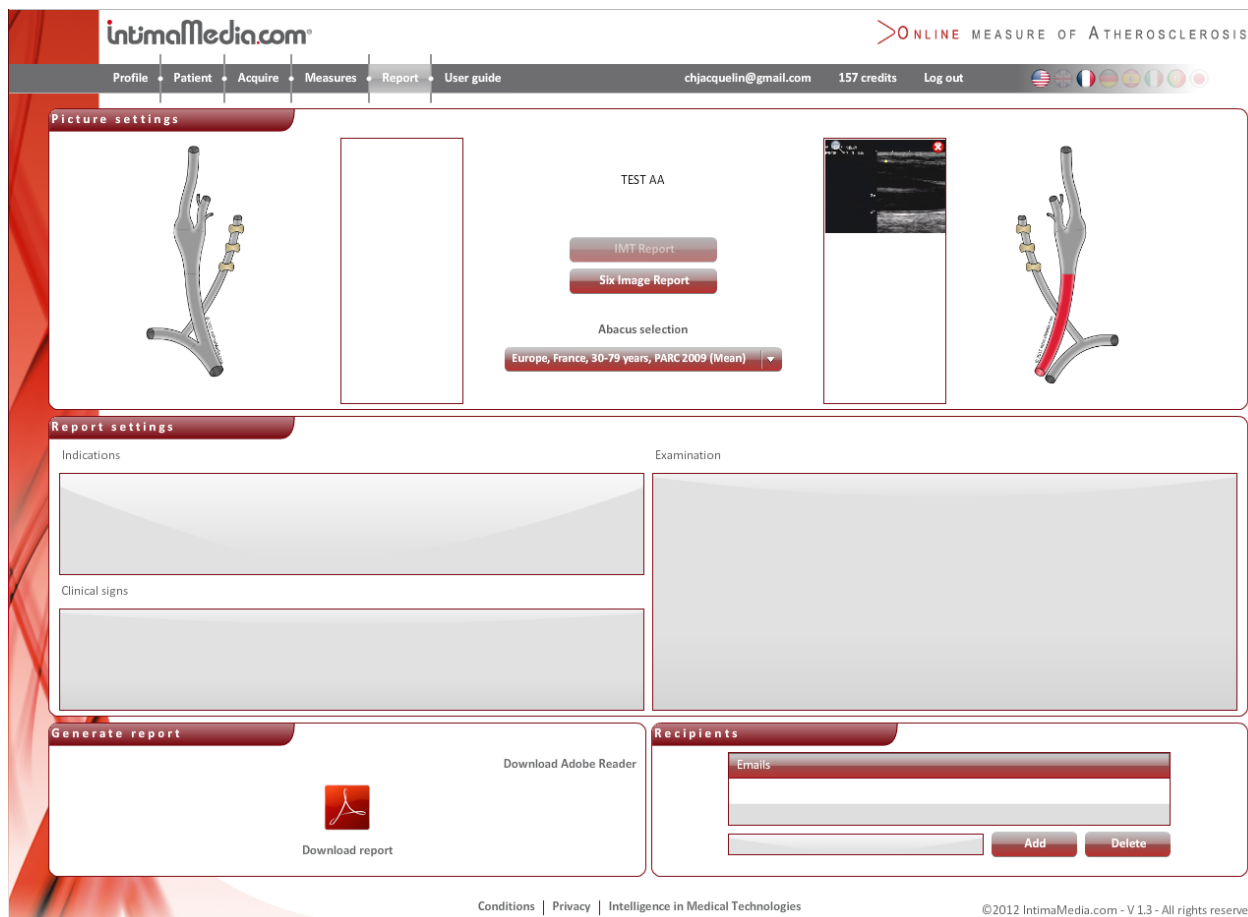 intimaMedia.com®
>ONLINE MEASURE OF ATHEROSCLEROSIS
Profile Patient Acquire Measures Report User guide chjacquelin@gmail.com 157 credits Log out
Picture settings
TEST AA
IMT Report
Six Image Report
Abacus selection
Europe, France, 30-79 years, PARC 2009 (Mean)
Report settings
Indications
Examination
Clinical signs
Generate report
Download Adobe Reader
Download report
Recipients
Emails
Add Delete
Conditions | Privacy | Intelligence in Medical Technologies
©2012 IntimaMedia.com - V 1.3 - All rights reserve